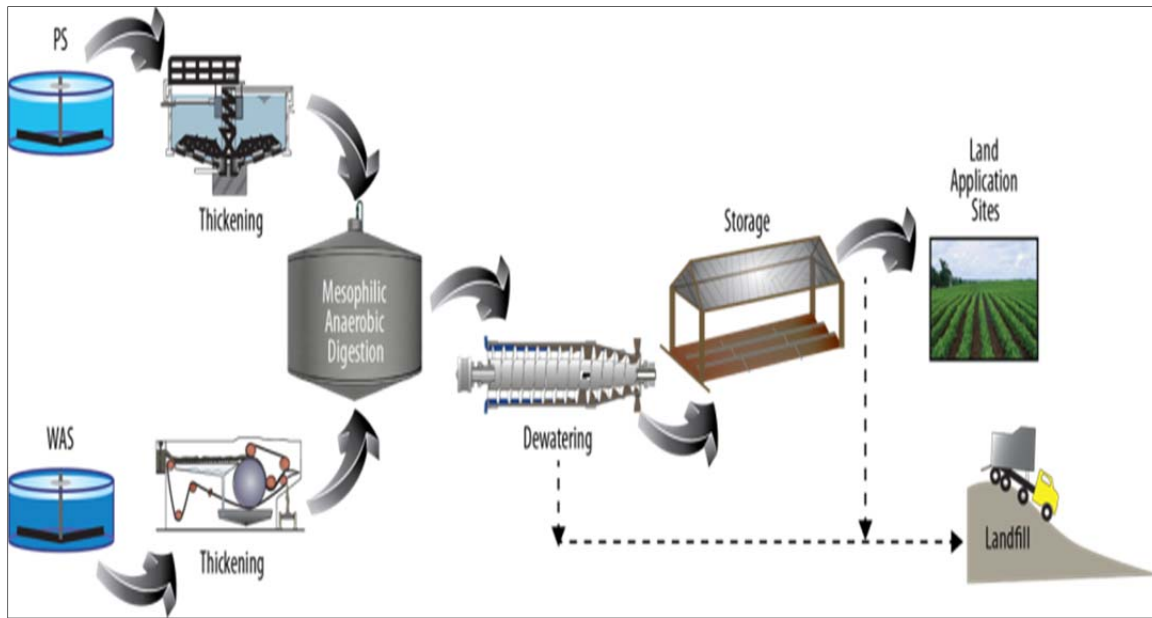 PS
Thickening
Mesophilic
Anaerobic
Digestion
WAS
Thickening
Dewatering
Storage
Land
Application
Sites
Landfill